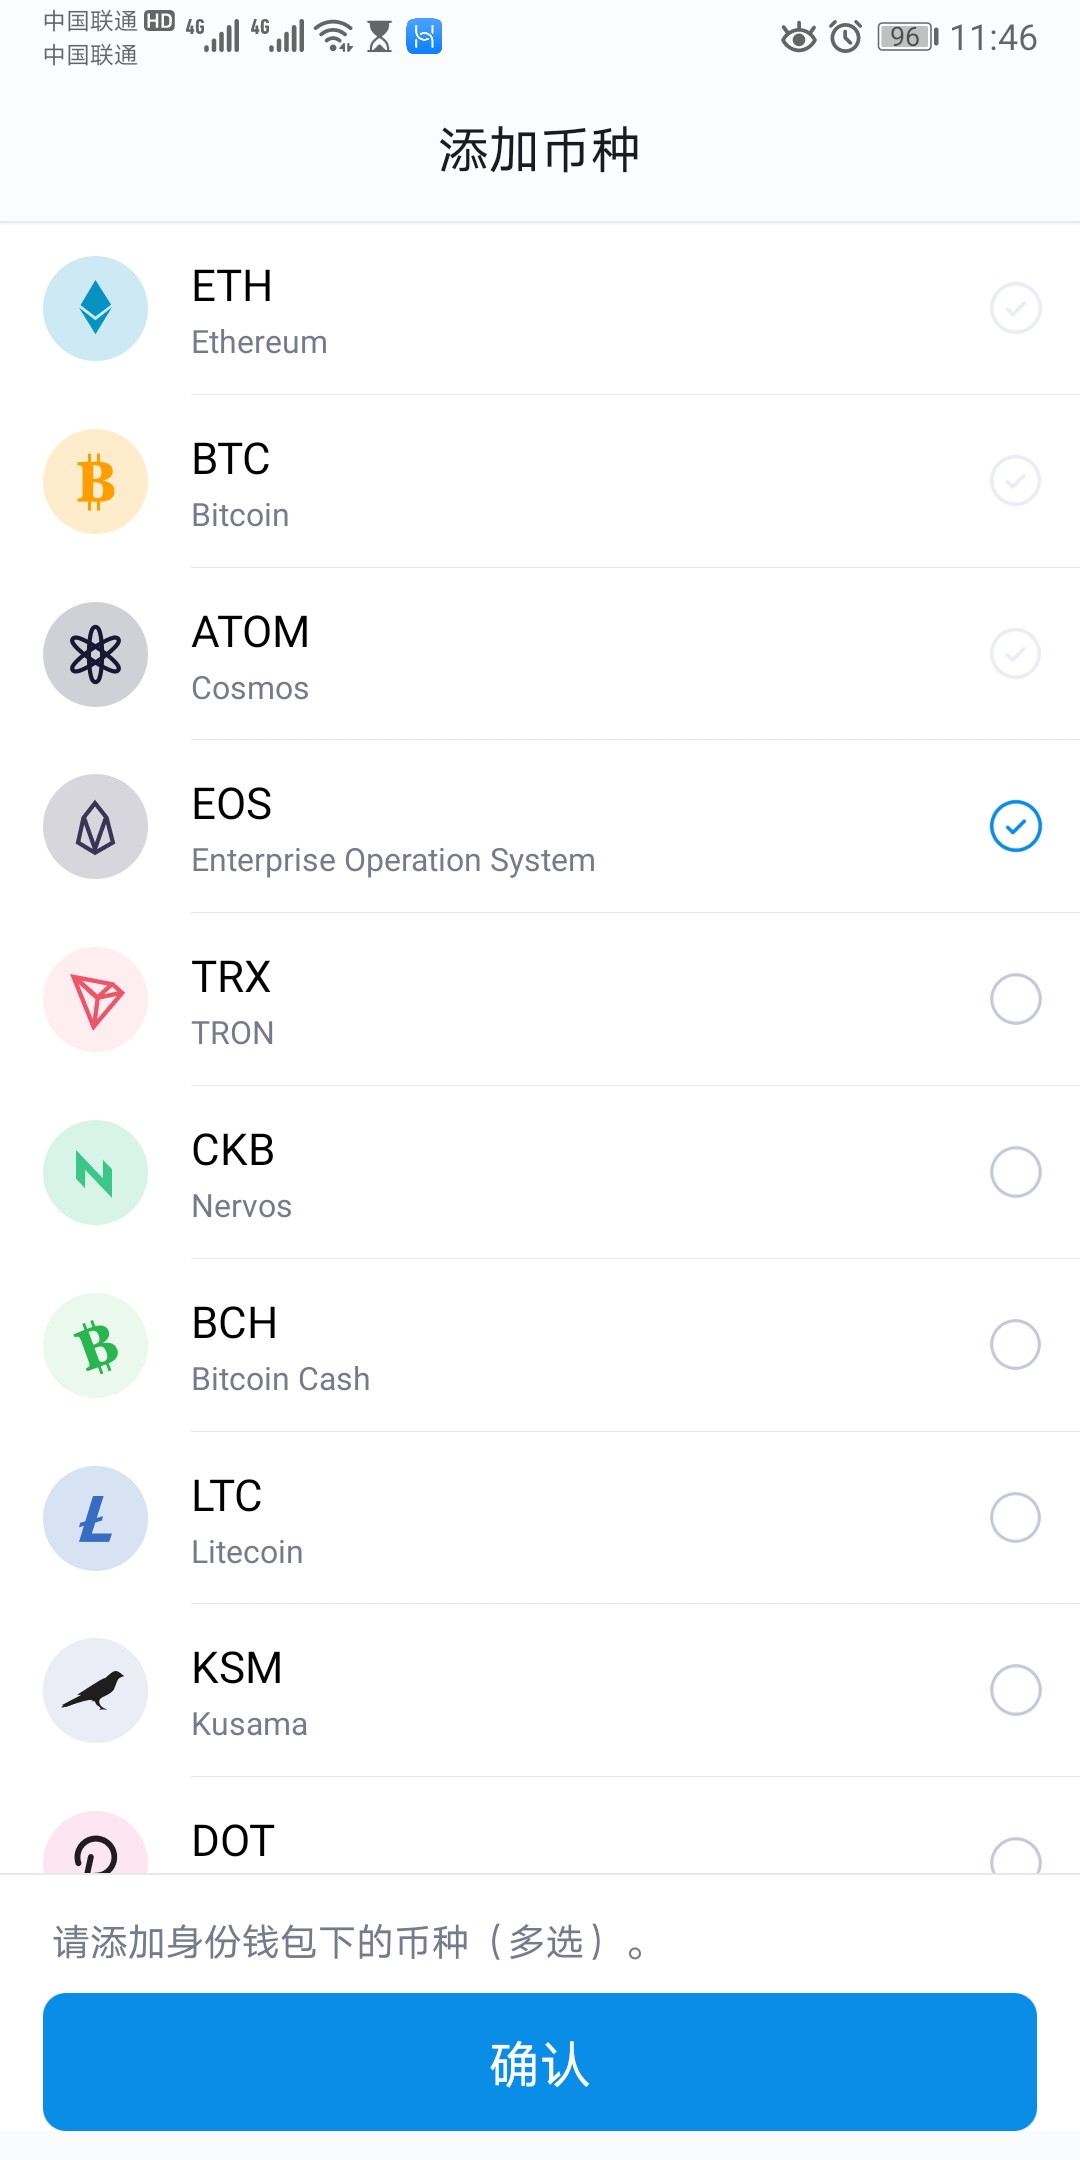 中国联通 HD 4G 4G 96 11:46
中国联通
添加币种
ETH
Ethereum
BTC
Bitcoin
ATOM
Cosmos
EOS
Enterprise Operation System
TRX
TRON
CKB
Nervos
BCH
Bitcoin Cash
LTC
Litecoin
KSM
Kusama
DOT
请添加身份钱包下的币种（多选）。
确认